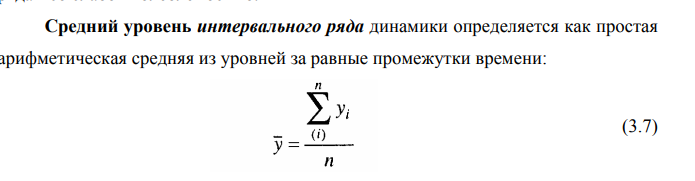 Средний уровень интервального ряда динамики определяется как простая
арифметическая средняя из уровней за равные промежутки времени:
n
∑ yᵢ
(i)
ȳ = ———
n
(3.7)